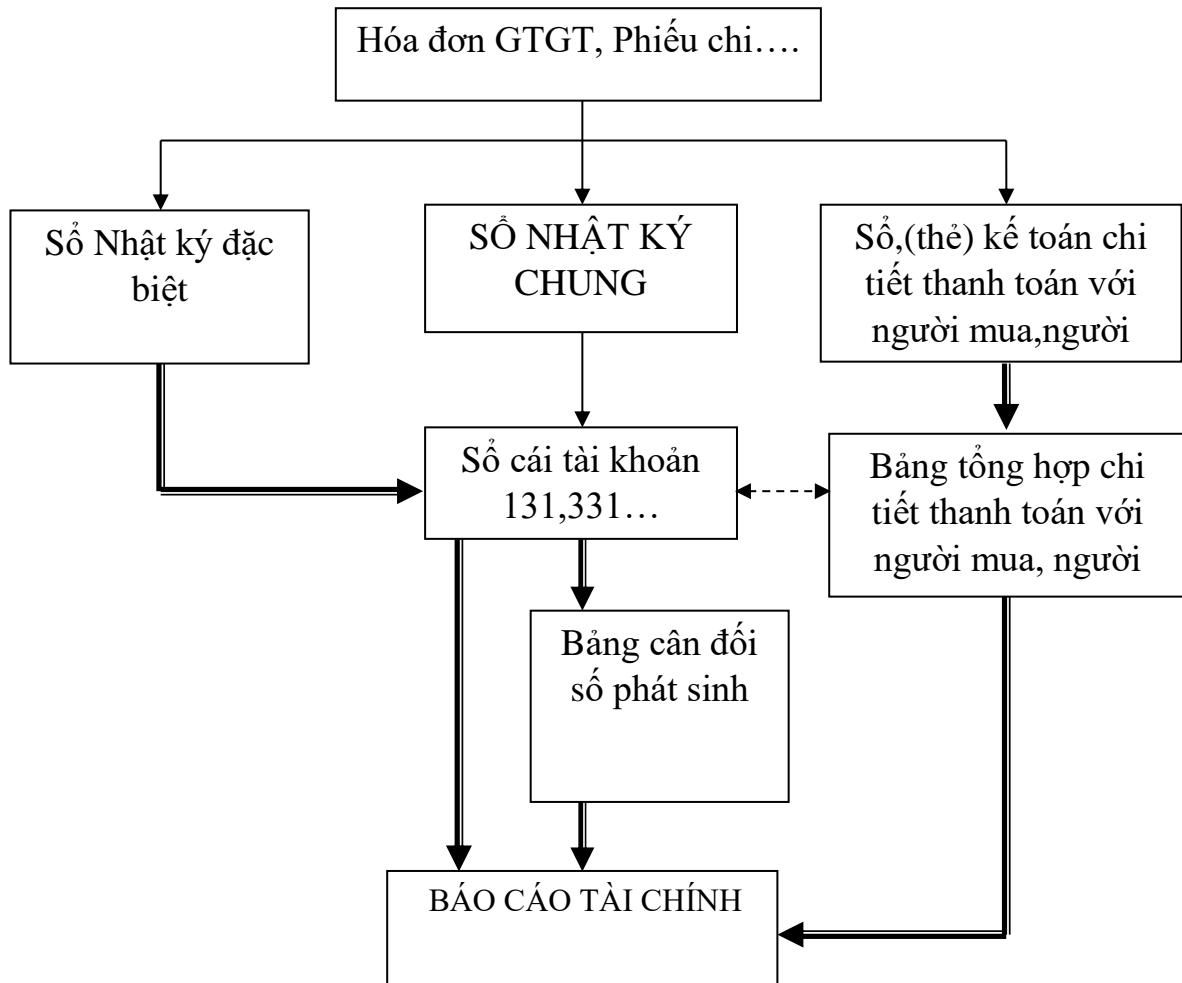 Hóa đơn GTGT, Phiếu chi….
Sổ Nhật ký đặc
biệt
SỔ NHẬT KÝ
CHUNG
Sổ,(thẻ) kế toán chi
tiết thanh toán với
người mua,người
Sổ cái tài khoản
131,331…
Bảng tổng hợp chi
tiết thanh toán với
người mua, người
Bảng cân đối
số phát sinh
BÁO CÁO TÀI CHÍNH